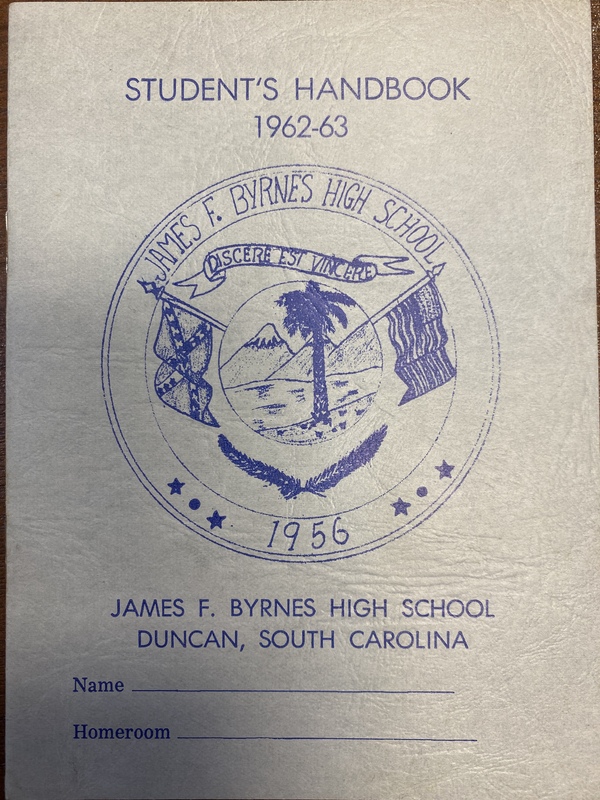 STUDENT'S HANDBOOK
1962-63
JAMES F. BYRNES HIGH SCHOOL
DISCERE EST VINCERE
1956
JAMES F. BYRNES HIGH SCHOOL
DUNCAN, SOUTH CAROLINA
Name
Homeroom